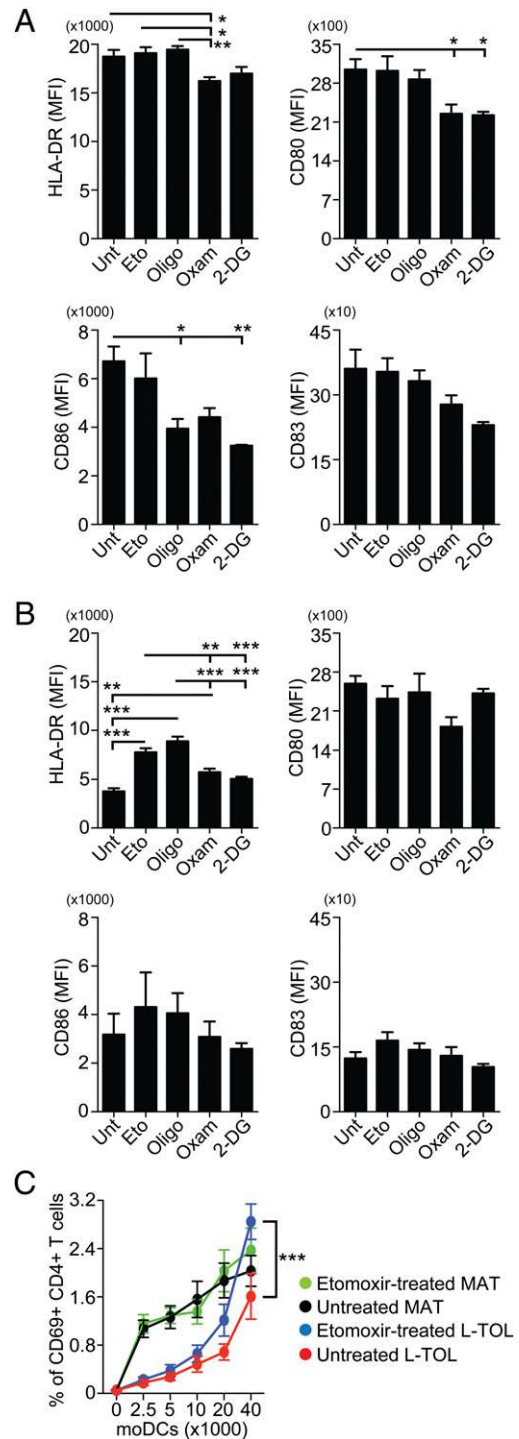 A
(x1000)
HLA-DR (MFI)
20
15
10
5
0
*
*
**
Unt
Eto
Oligo
Oxam
2-DG
(x100)
CD80 (MFI)
35
28
21
14
7
0
*
*
Unt
Eto
Oligo
Oxam
2-DG
(x1000)
CD86 (MFI)
8
6
4
2
0
*
**
Unt
Eto
Oligo
Oxam
2-DG
(x10)
CD83 (MFI)
45
30
15
0
Unt
Eto
Oligo
Oxam
2-DG
B
(x1000)
HLA-DR (MFI)
20
15
10
5
0
**
***
***
***
**
***
***
Unt
Eto
Oligo
Oxam
2-DG
(x100)
CD80 (MFI)
35
28
21
14
7
0
Unt
Eto
Oligo
Oxam
2-DG
(x1000)
CD86 (MFI)
8
6
4
2
0
Unt
Eto
Oligo
Oxam
2-DG
(x10)
CD83 (MFI)
45
30
15
0
Unt
Eto
Oligo
Oxam
2-DG
C
% of CD69+ CD4+ T cells
3.2
2.4
1.6
0.8
0
0 2.5 5 10 20 40
moDCs (x1000)
***
Etomoxir-treated MAT
Untreated MAT
Etomoxir-treated L-TOL
Untreated L-TOL